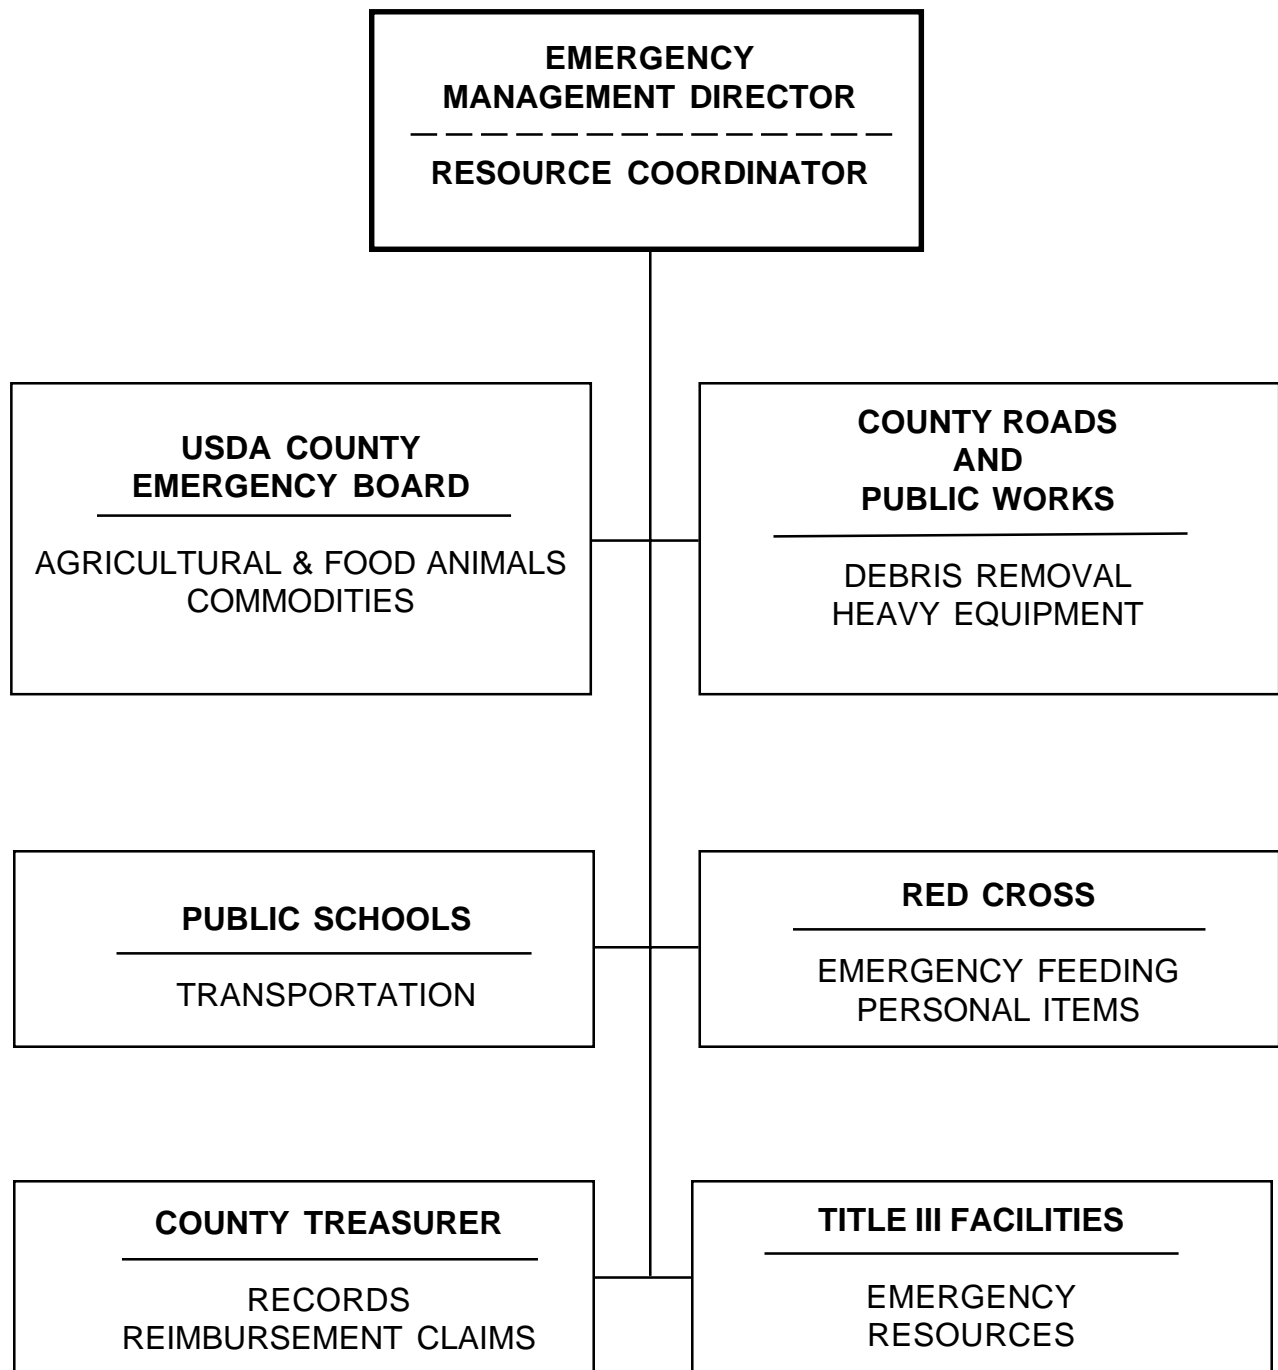 EMERGENCY
MANAGEMENT DIRECTOR
RESOURCE COORDINATOR
USDA COUNTY
EMERGENCY BOARD
AGRICULTURAL & FOOD ANIMALS
COMMODITIES
COUNTY ROADS
AND
PUBLIC WORKS
DEBRIS REMOVAL
HEAVY EQUIPMENT
PUBLIC SCHOOLS
TRANSPORTATION
RED CROSS
EMERGENCY FEEDING
PERSONAL ITEMS
COUNTY TREASURER
RECORDS
REIMBURSEMENT CLAIMS
TITLE III FACILITIES
EMERGENCY
RESOURCES